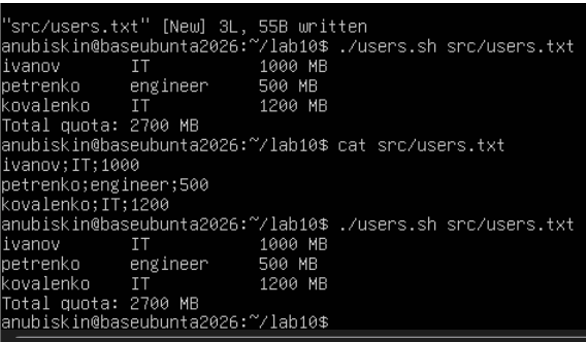 "src/users.txt" [New] 3L, 55B written
anubiskin@baseubunta2026:~/lab10$ ./users.sh src/users.txt
ivanov IT 1000 MB
petrenko engineer 500 MB
kovalenko IT 1200 MB
Total quota: 2700 MB
anubiskin@baseubunta2026:~/lab10$ cat src/users.txt
ivanov;IT;1000
petrenko;engineer;500
kovalenko;IT;1200
anubiskin@baseubunta2026:~/lab10$ ./users.sh src/users.txt
ivanov IT 1000 MB
petrenko engineer 500 MB
kovalenko IT 1200 MB
Total quota: 2700 MB
anubiskin@baseubunta2026:~/lab10$